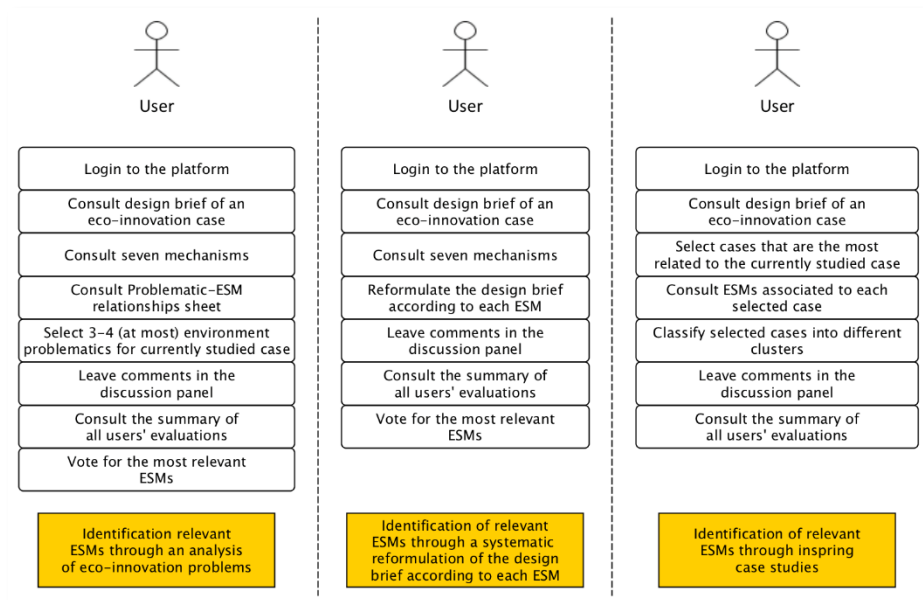 User
Login to the platform
Consult design brief of an
eco-innovation case
Consult seven mechanisms
Consult Problematic-ESM
relationships sheet
Select 3-4 (at most) environment
problematics for currently studied case
Leave comments in the
discussion panel
Consult the summary of
all users' evaluations
Vote for the most relevant
ESMs
Identification relevant
ESMs through an analysis
of eco-innovation problems
User
Login to the platform
Consult design brief of an
eco-innovation case
Consult seven mechanisms
Reformulate the design brief
according to each ESM
Leave comments in the
discussion panel
Consult the summary of
all users' evaluations
Vote for the most relevant
ESMs
Identification of relevant
ESMs through a systematic
reformulation of the design
brief according to each ESM
User
Login to the platform
Consult design brief of an
eco-innovation case
Select cases that are the most
related to the currently studied case
Consult ESMs associated to each
selected case
Classify selected cases into different
clusters
Leave comments in the
discussion panel
Consult the summary of
all users' evaluations
Identification of relevant
ESMs through inspring
case studies